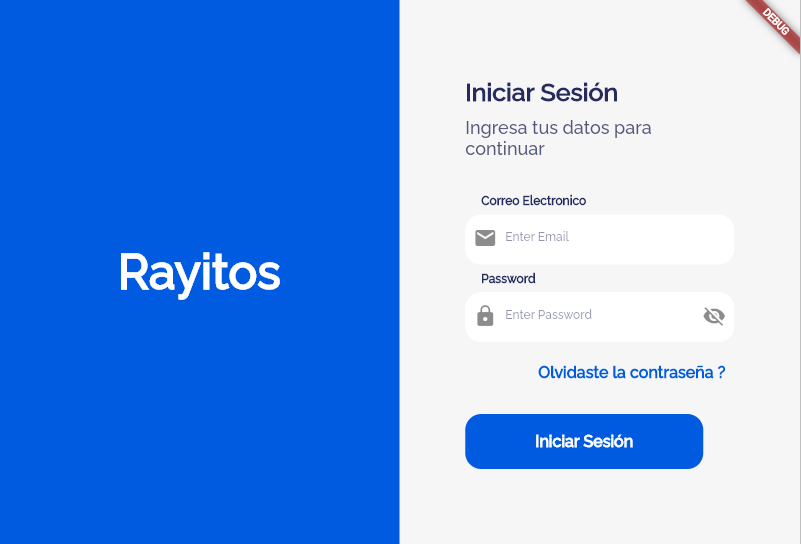 DEBUG
Rayitos
Iniciar Sesión
Ingresa tus datos para
continuar
Correo Electronico
Enter Email
Password
Enter Password
Olvidaste la contraseña ?
Iniciar Sesión